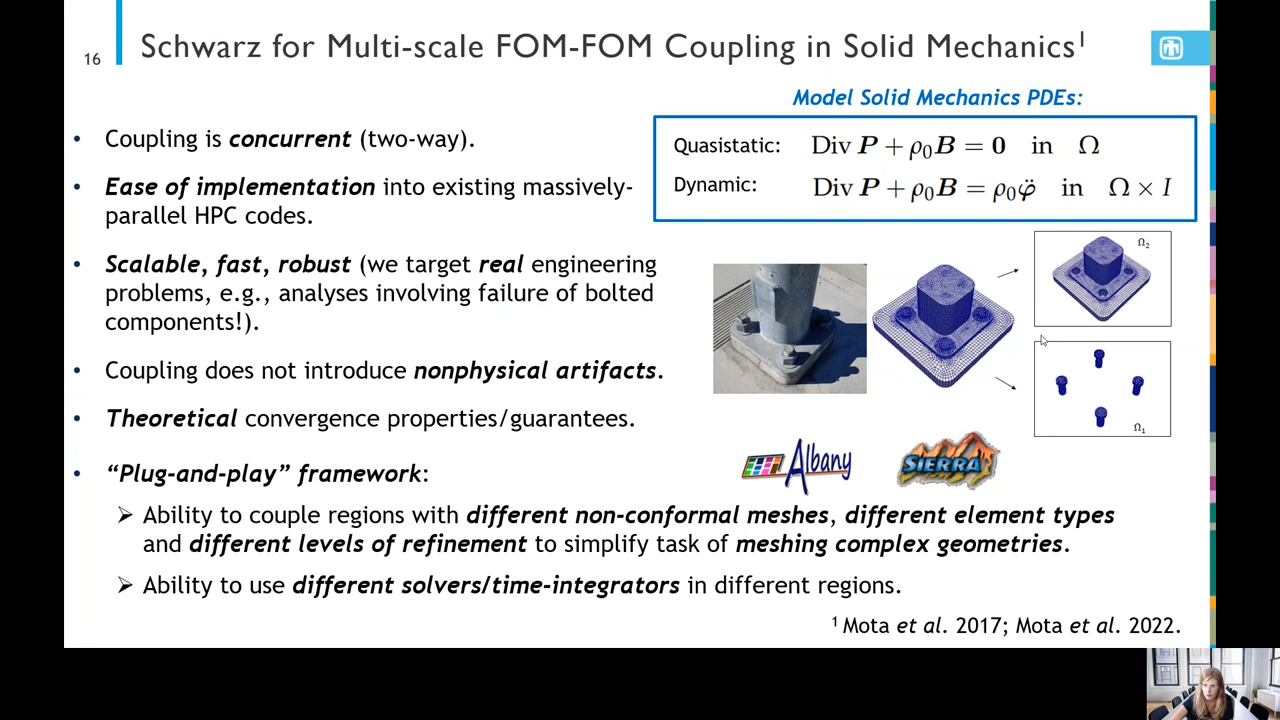 16
Schwarz for Multi-scale FOM-FOM Coupling in Solid Mechanics¹
Model Solid Mechanics PDEs:
Quasistatic: Div P + ρ₀B = 0 in Ω
Dynamic: Div P + ρ₀B = ρ₀φ̈ in Ω × I
• Coupling is concurrent (two-way).
• Ease of implementation into existing massively-
parallel HPC codes.
• Scalable, fast, robust (we target real engineering
problems, e.g., analyses involving failure of bolted
components!).
• Coupling does not introduce nonphysical artifacts.
• Theoretical convergence properties/guarantees.
Ω₂
Ω₁
Albany
SIERRA
• “Plug-and-play” framework:
➢ Ability to couple regions with different non-conformal meshes, different element types
and different levels of refinement to simplify task of meshing complex geometries.
➢ Ability to use different solvers/time-integrators in different regions.
¹ Mota et al. 2017; Mota et al. 2022.